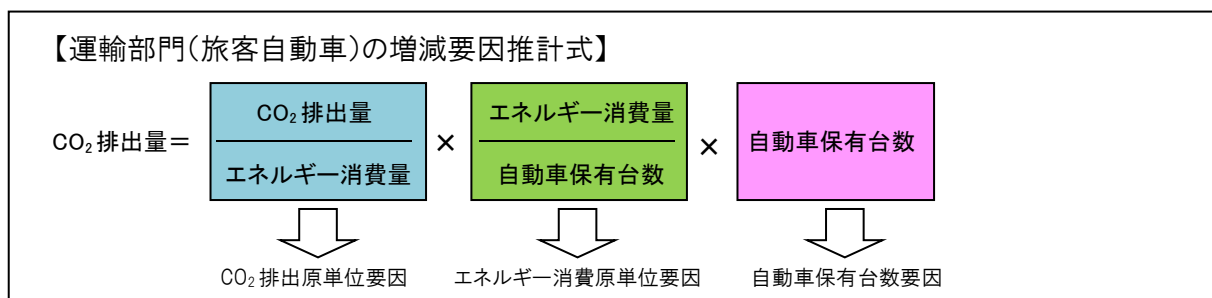 【運輸部門(旅客自動車)の増減要因推計式】
CO₂排出量＝ CO₂排出量 × エネルギー消費量 × 自動車保有台数
エネルギー消費量 自動車保有台数
CO₂排出原単位要因 エネルギー消費原単位要因 自動車保有台数要因